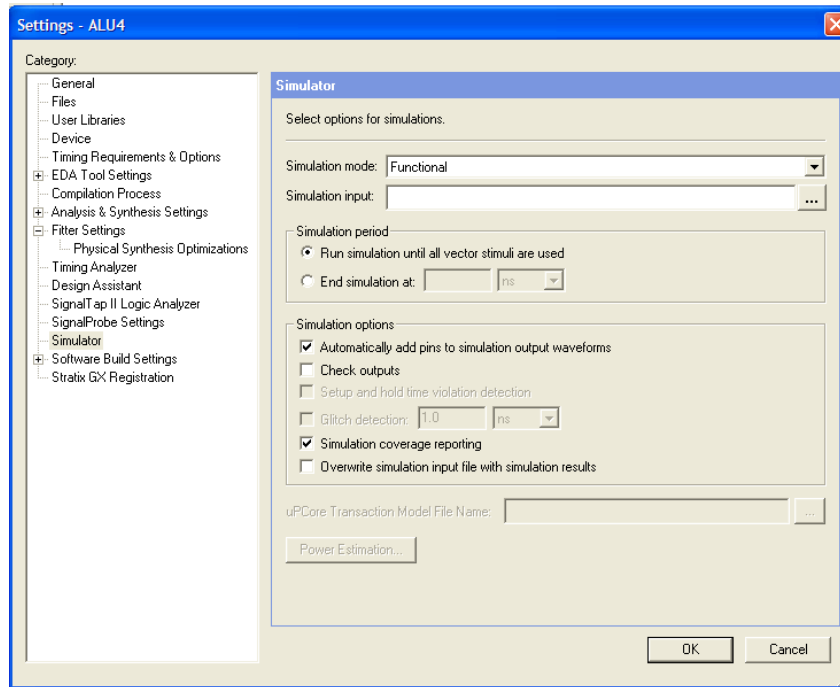 Settings - ALU4
Category:
General
Files
User Libraries
Device
Timing Requirements & Options
EDA Tool Settings
Compilation Process
Analysis & Synthesis Settings
Fitter Settings
Physical Synthesis Optimizations
Timing Analyzer
Design Assistant
SignalTap II Logic Analyzer
SignalProbe Settings
Simulator
Software Build Settings
Stratix GX Registration
Simulator
Select options for simulations.
Simulation mode: Functional
Simulation input: ...
Simulation period
Run simulation until all vector stimuli are used
End simulation at: ns
Simulation options
Automatically add pins to simulation output waveforms
Check outputs
Setup and hold time violation detection
Glitch detection: 1.0 ns
Simulation coverage reporting
Overwrite simulation input file with simulation results
uPCore Transaction Model File Name: ...
Power Estimation...
OK Cancel